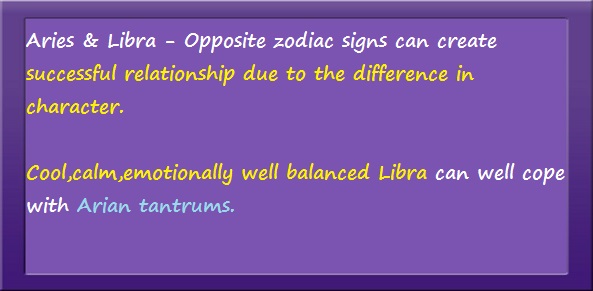 Aries & Libra - Opposite zodiac signs can create
successful relationship due to the difference in
character.
Cool,calm,emotionally well balanced Libra can well cope
with Arian tantrums.